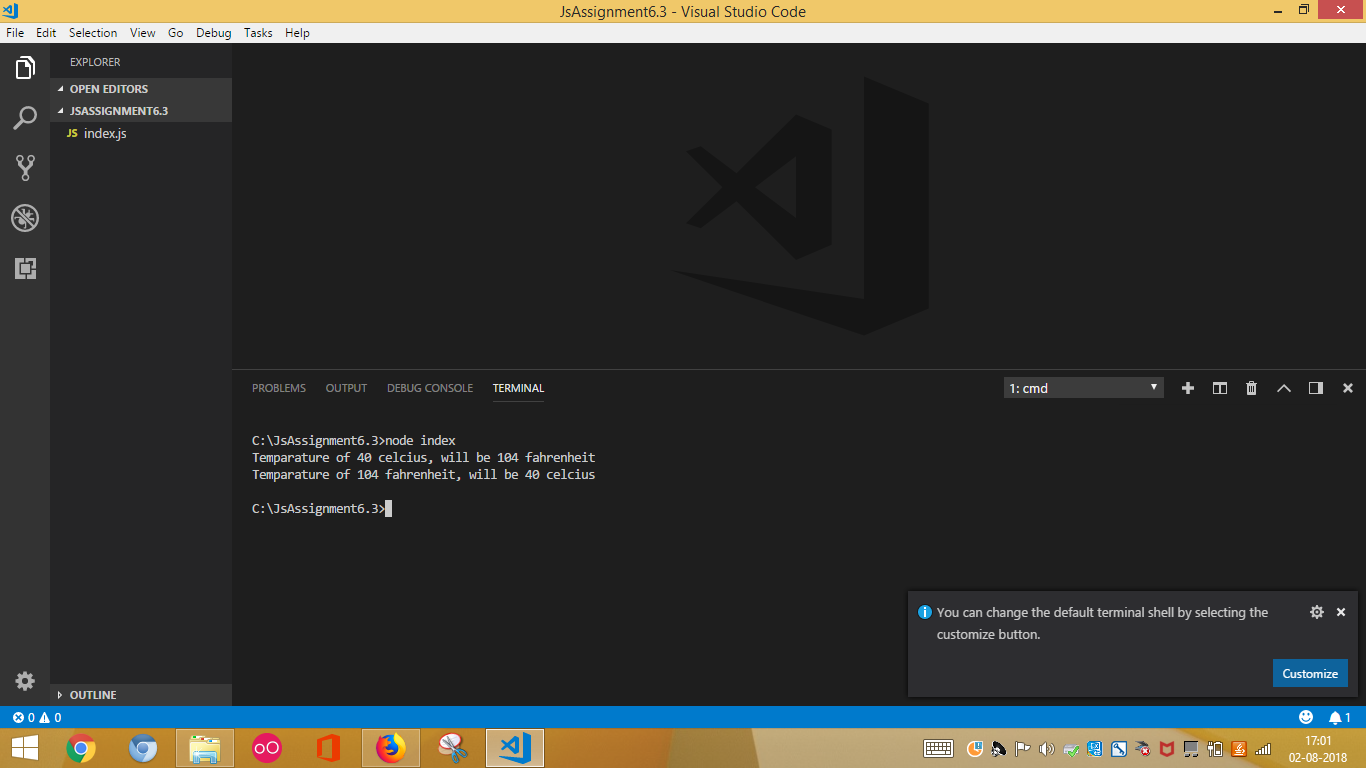 JsAssignment6.3 - Visual Studio Code
File Edit Selection View Go Debug Tasks Help
EXPLORER
OPEN EDITORS
JSASSIGNMENT6.3
JS index.js
PROBLEMS OUTPUT DEBUG CONSOLE TERMINAL
1: cmd
C:\JsAssignment6.3>node index
Temparature of 40 celcius, will be 104 fahrenheit
Temparature of 104 fahrenheit, will be 40 celcius
C:\JsAssignment6.3>
You can change the default terminal shell by selecting the
customize button.
Customize
OUTLINE
0 0
1
17:01
02-08-2018